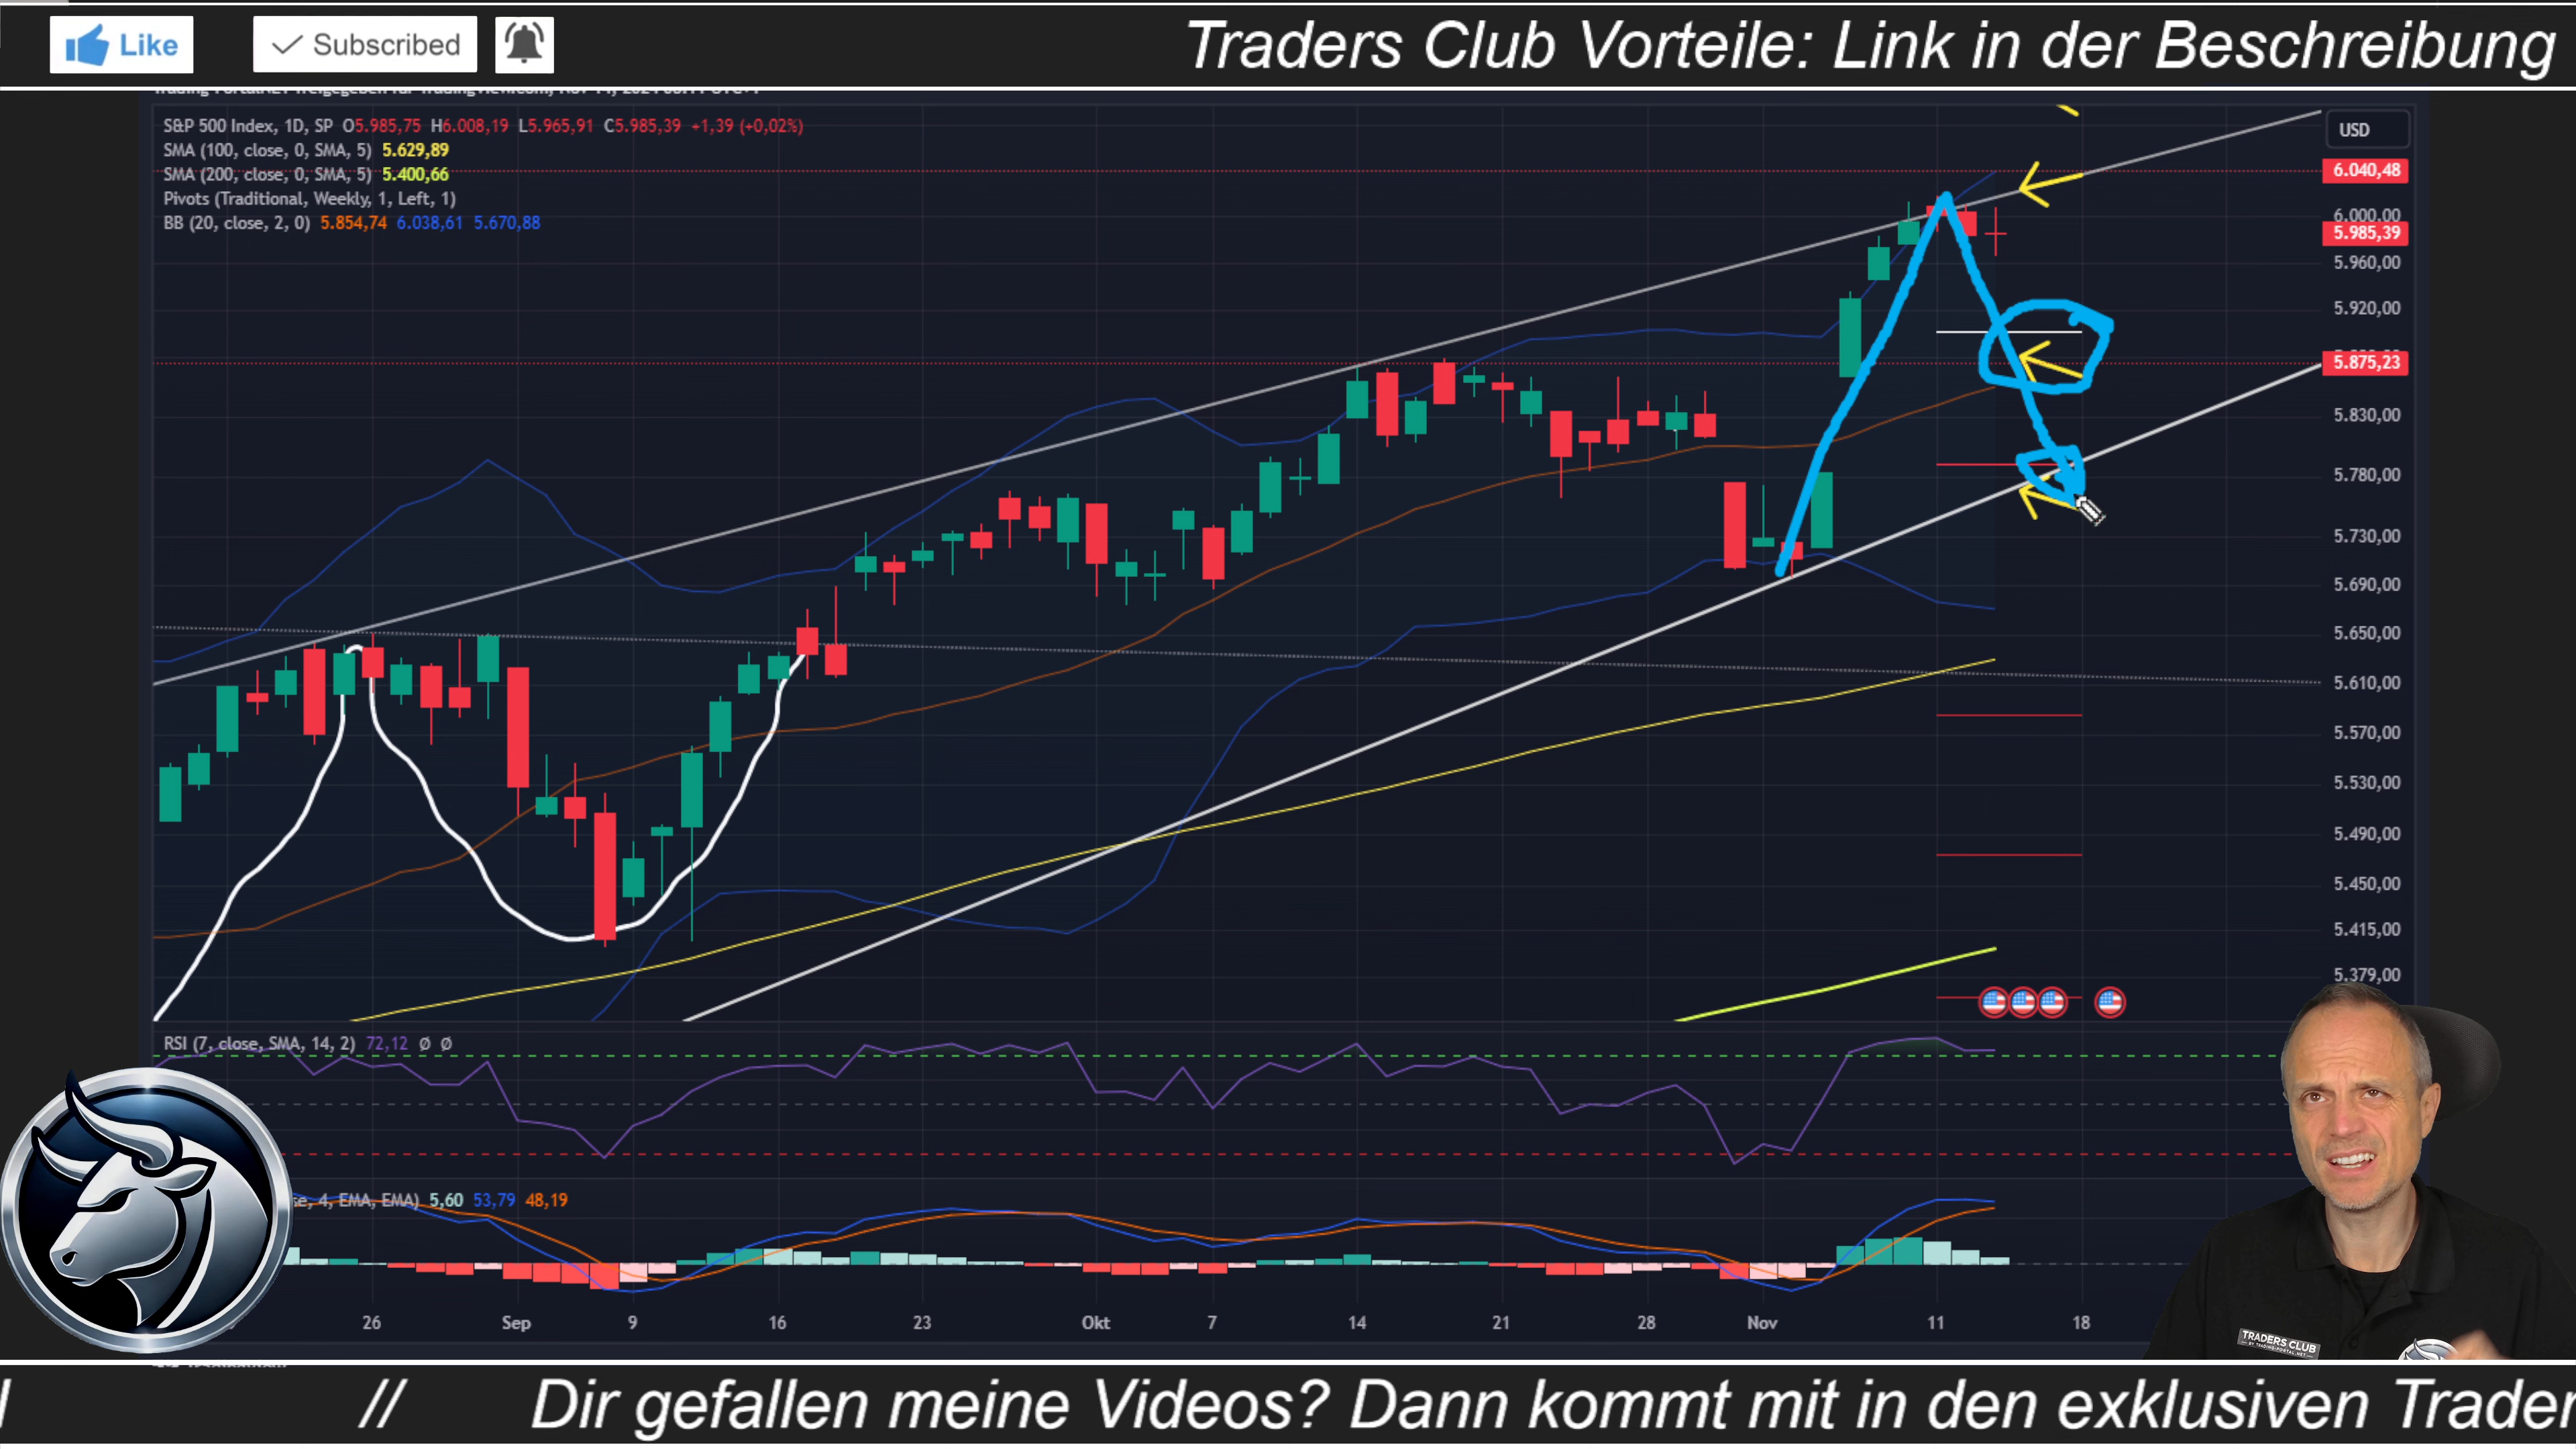 Like
Subscribed
Traders Club Vorteile: Link in der Beschreibung
S&P 500 Index, 1D, SP O5.985,75 H6.008,19 L5.965,91 C5.985,39 +1,39 (+0,02%)
SMA (100, close, 0, SMA, 5) 5.629,89
SMA (200, close, 0, SMA, 5) 5.400,66
Pivots (Traditional, Weekly, 1, Left, 1)
BB (20, close, 2, 0) 5.854,74 6.038,61 5.670,88
USD
6.040,48
6.000,00
5.985,39
5.960,00
5.920,00
5.875,23
5.830,00
5.780,00
5.730,00
5.690,00
5.650,00
5.610,00
5.570,00
5.530,00
5.490,00
5.450,00
5.415,00
5.379,00
RSI (7, close, SMA, 14, 2) 72,12 Ø Ø
se, 4, EMA, EMA) 5,60 53,79 48,19
26 Sep 9 16 23 Okt 7 14 21 28 Nov 11 18
TRADERS CLUB
// Dir gefallen meine Videos? Dann kommt mit in den exklusiven Trader